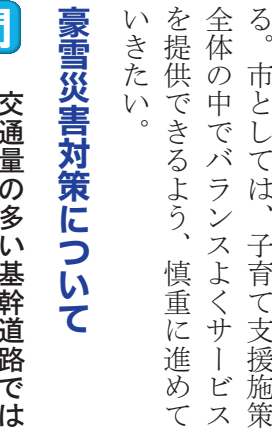 る。市としては、子育て支援施策
全体の中でバランスよくサービス
を提供できるよう、慎重に進めて
いきたい。
豪雪災害対策について
問 交通量の多い基幹道路では